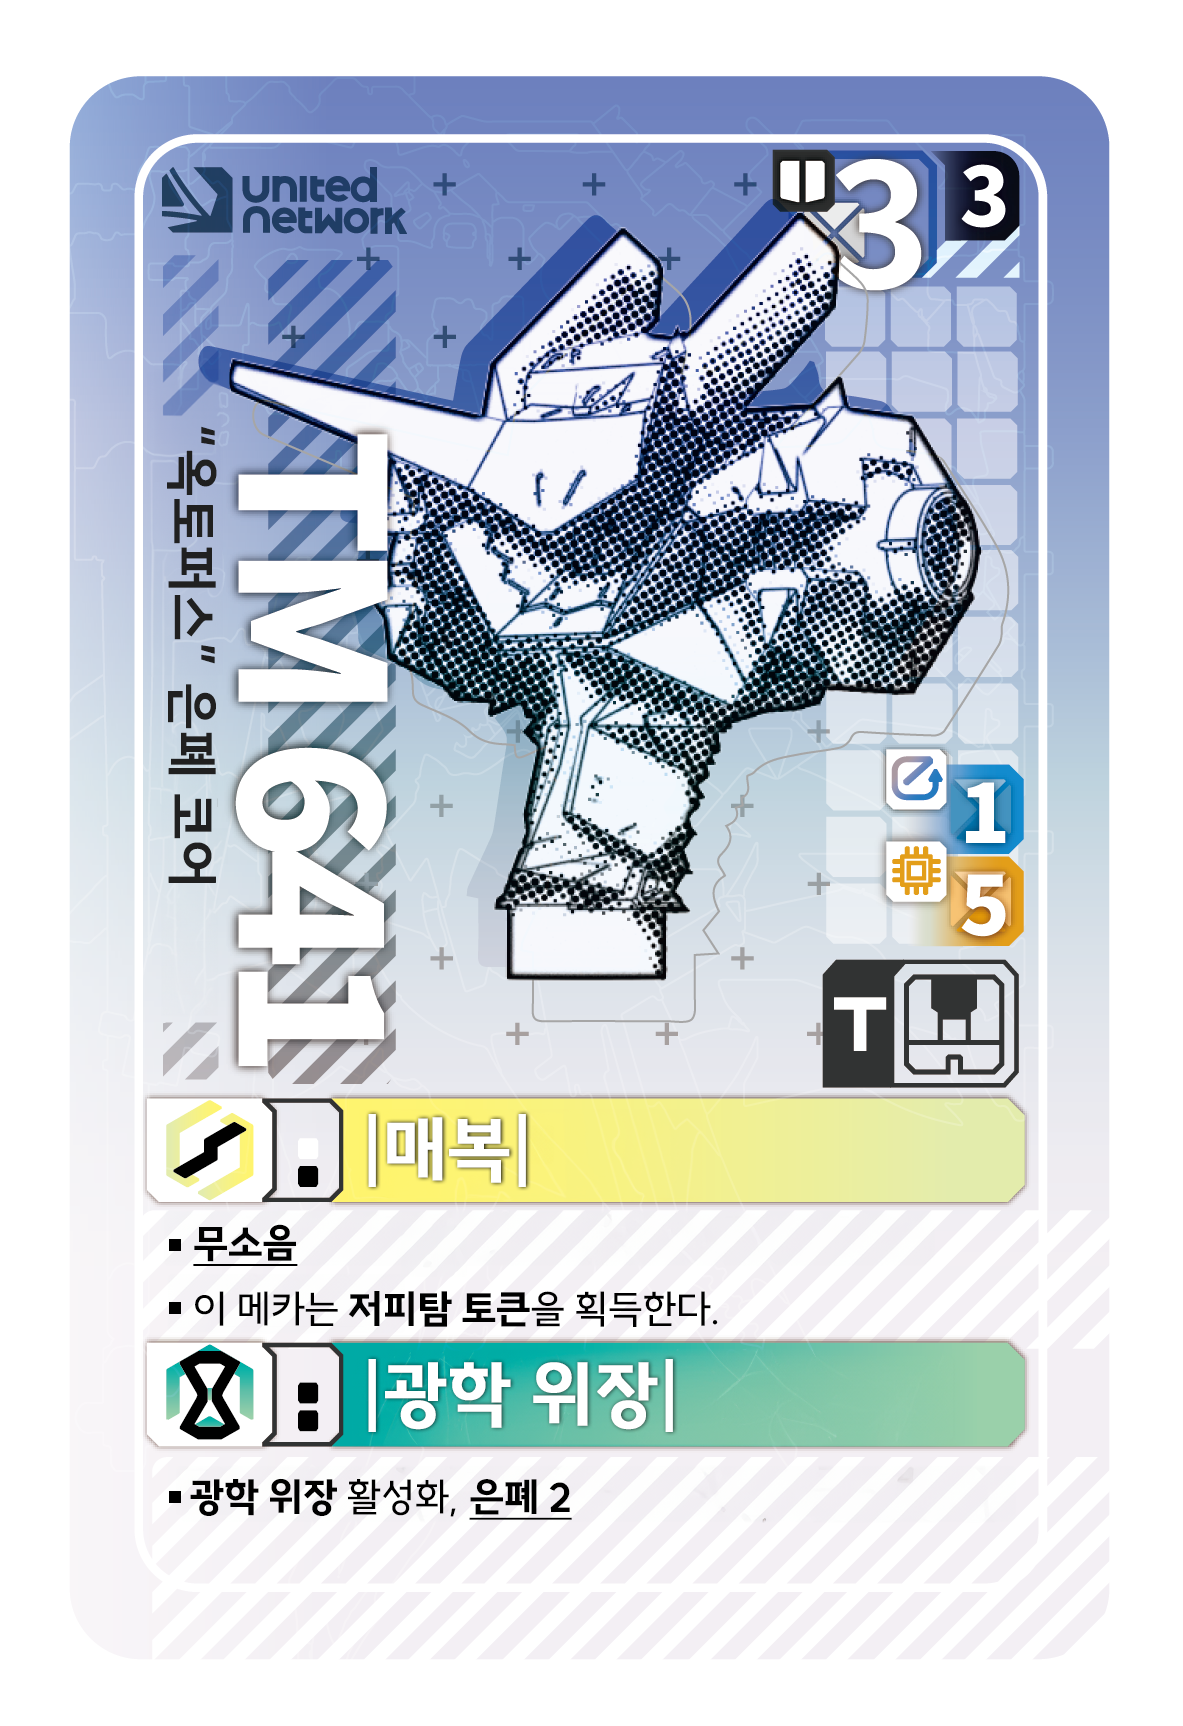 UNITED
NETWORK
3
3
"옥토퍼스" 은폐 코어
TM 641
1
5
T
|매복|
▪ 무소음
▪ 이 메카는 저피탐 토큰을 획득한다.
|광학 위장|
▪ 광학 위장 활성화, 은폐 2